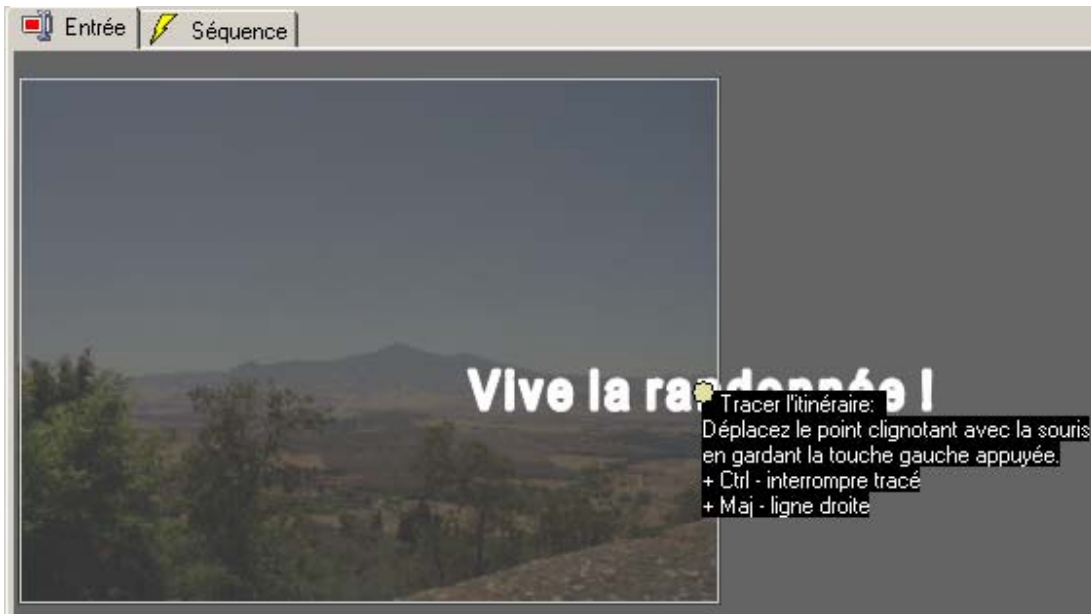 Entrée
Séquence
Vive la randonnée !
Tracer l'itinéraire:
Déplacez le point clignotant avec la souris
en gardant la touche gauche appuyée.
+ Ctrl - interrompre tracé
+ Maj - ligne droite